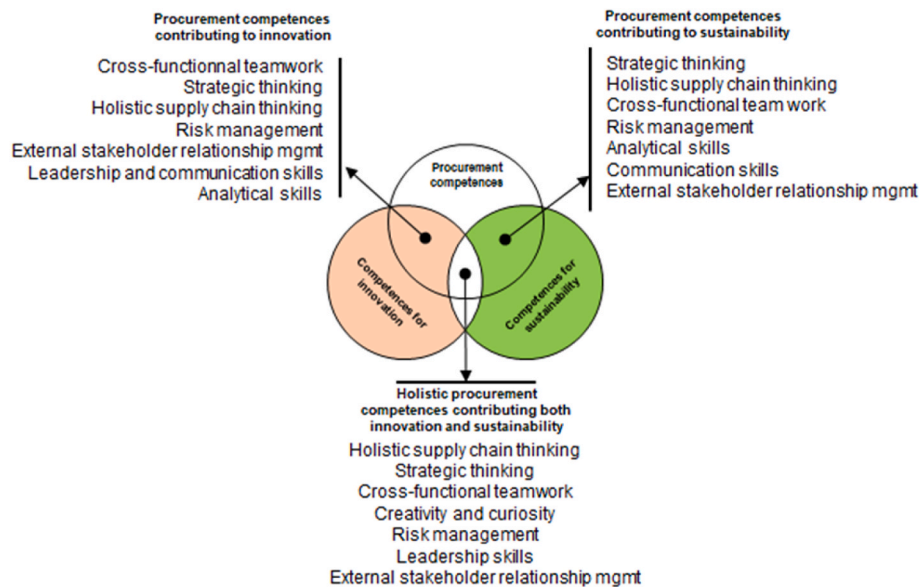 Procurement competences
contributing to innovation
Cross-functionnal teamwork
Strategic thinking
Holistic supply chain thinking
Risk management
External stakeholder relationship mgmt
Leadership and communication skills
Analytical skills
Procurement competences
contributing to sustainability
Strategic thinking
Holistic supply chain thinking
Cross-functional team work
Risk management
Analytical skills
Communication skills
External stakeholder relationship mgmt
Procurement
competences
Competences for
innovation
Competences for
sustainability
Holistic procurement
competences contributing both
innovation and sustainability
Holistic supply chain thinking
Strategic thinking
Cross-functional teamwork
Creativity and curiosity
Risk management
Leadership skills
External stakeholder relationship mgmt